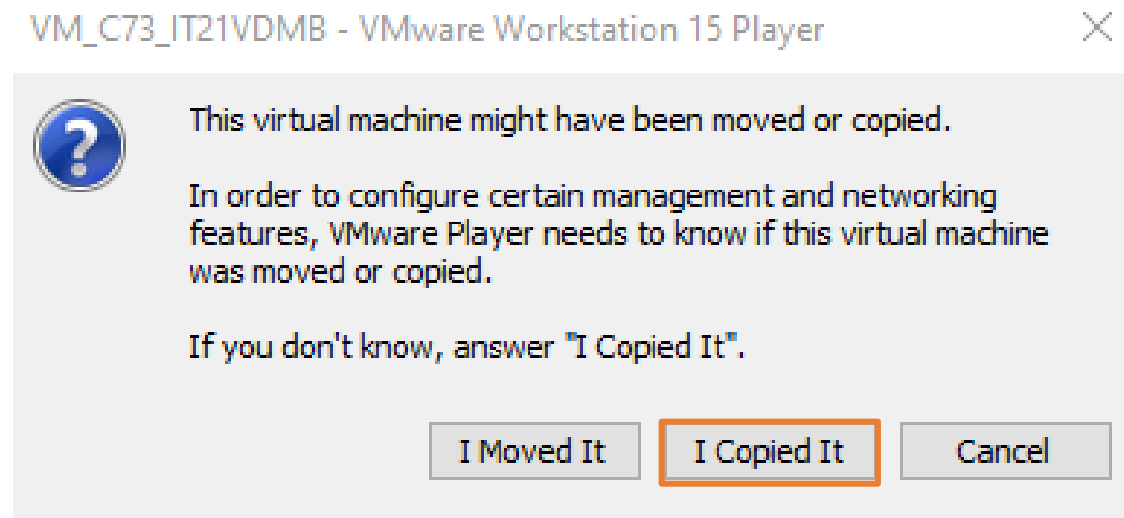 VM_C73_IT21VDMB - VMware Workstation 15 Player
This virtual machine might have been moved or copied.
In order to configure certain management and networking
features, VMware Player needs to know if this virtual machine
was moved or copied.
If you don't know, answer "I Copied It".
I Moved It
I Copied It
Cancel